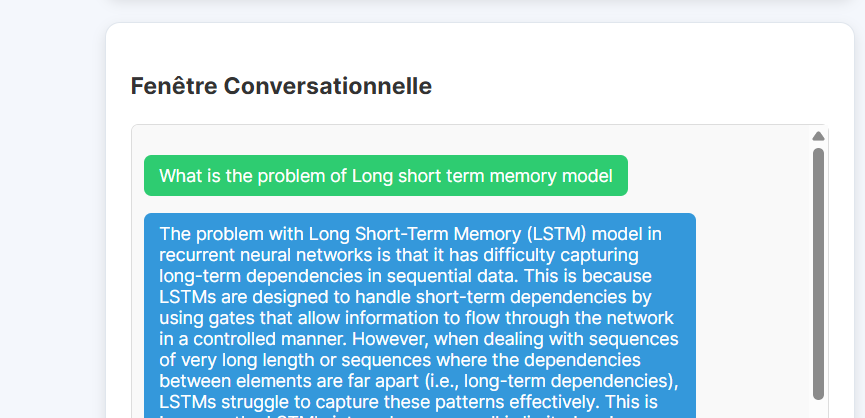 Fenêtre Conversationnelle
What is the problem of Long short term memory model
The problem with Long Short-Term Memory (LSTM) model in
recurrent neural networks is that it has difficulty capturing
long-term dependencies in sequential data. This is because
LSTMs are designed to handle short-term dependencies by
using gates that allow information to flow through the network
in a controlled manner. However, when dealing with sequences
of very long length or sequences where the dependencies
between elements are far apart (i.e., long-term dependencies),
LSTMs struggle to capture these patterns effectively. This is